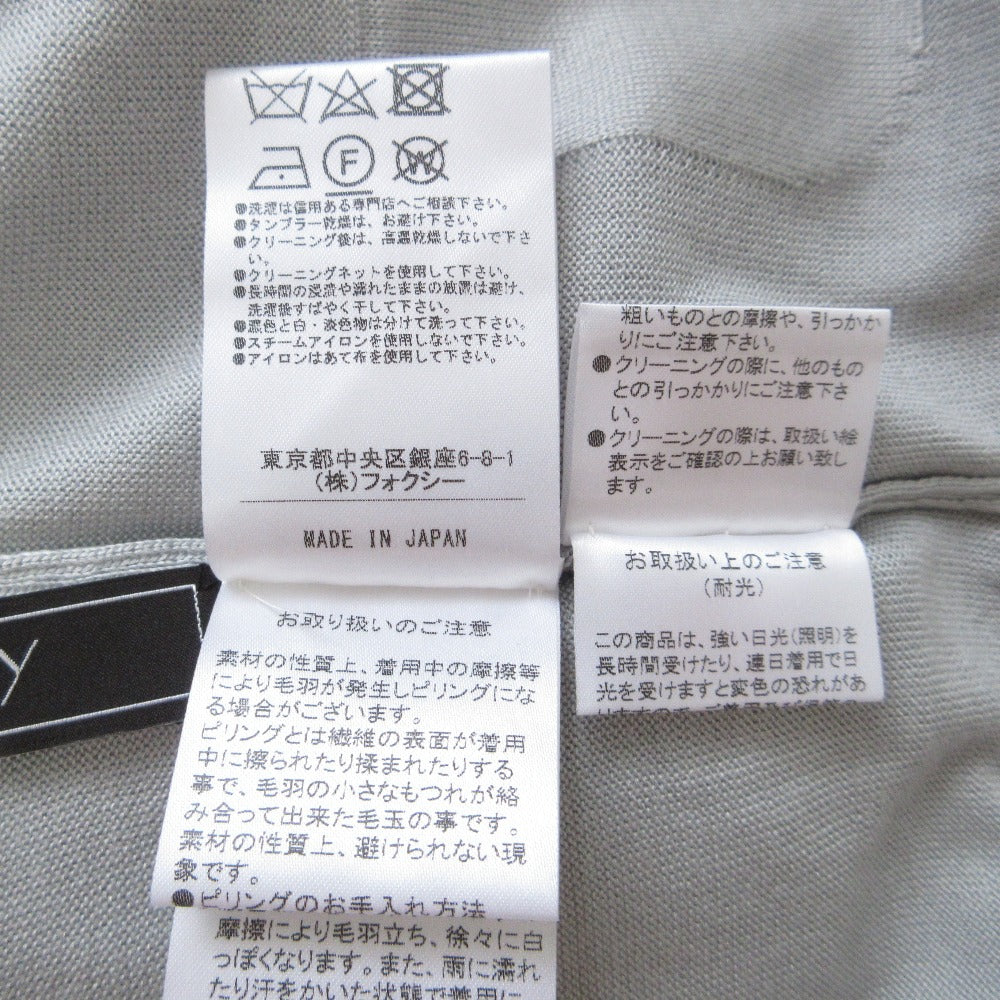 F
W
●洗濯は信用ある専門店へご相談下さい。
●タンブラー乾燥は、お避け下さい。
●クリーニング後は、高温乾燥しないで下さ
い。
●クリーニングネットを使用して下さい。
●長時間の浸漬や濡れたままの放置は避け、
洗濯後すばやく干して下さい。
●濃色と白・淡色物は分けて洗って下さい。
●スチームアイロンを使用しないで下さい。
●アイロンはあて布を使用して下さい。
東京都中央区銀座6-8-1
(株)フォクシー
MADE IN JAPAN
お取り扱いのご注意
素材の性質上、着用中の摩擦等
により毛羽が発生しピリングにな
る場合がございます。
ピリングとは繊維の表面が着用
中に擦られたり揉まれたりする
事で、毛羽の小さなもつれが絡
み合って出来た毛玉の事です。
素材の性質上、避けられない現
象です。
●ピリングのお手入れ方法
摩擦により毛羽立ち、徐々に白
っぽくなります。また、雨に濡れ
たり汗をかいた状態で着用に
粗いものとの摩擦や、引っかか
りにご注意下さい。
●クリーニングの際に、他のもの
との引っかかりにご注意下さ
い。
●クリーニングの際は、取扱い絵
表示をご確認の上お願い致し
ます。
お取扱い上のご注意
(耐光)
この商品は、強い日光(照明)を
長時間受けたり、連日着用で日
光を受けますと変色の恐れがあ
りますので、ご着用及び
y